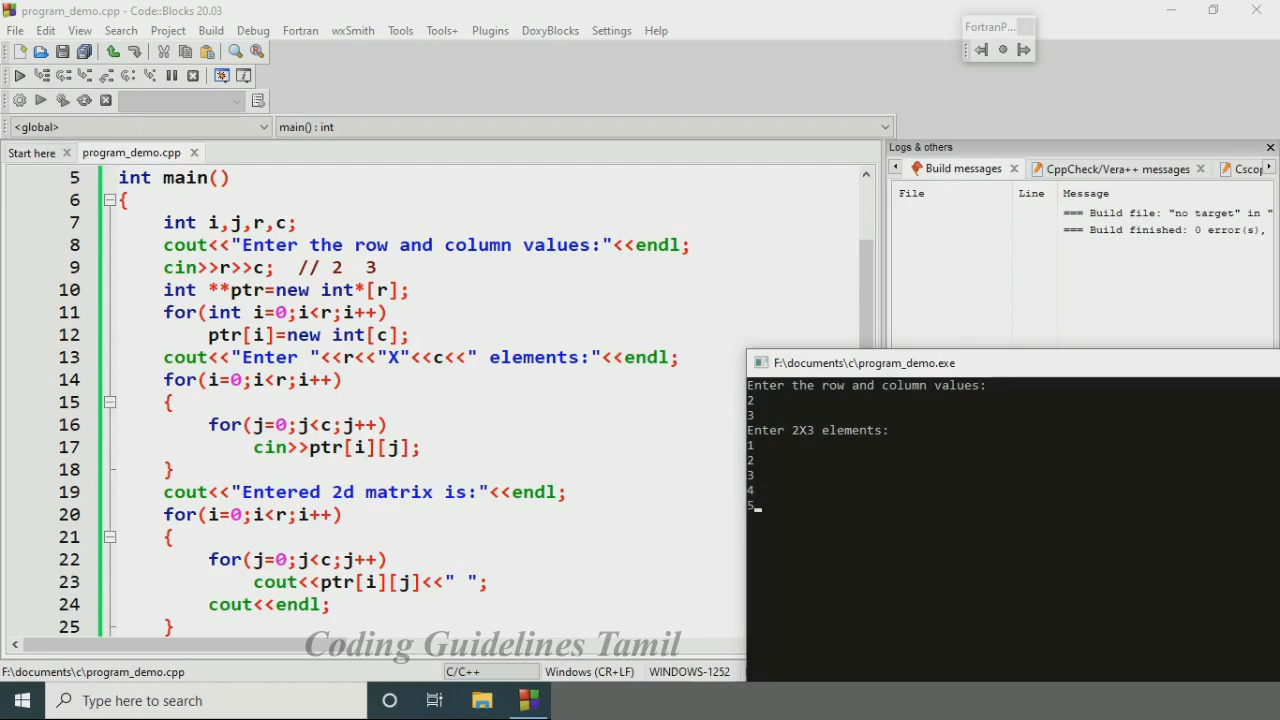 program_demo.cpp - Code::Blocks 20.03
File Edit View Search Project Build Debug Fortran wxSmith Tools Tools+ Plugins DoxyBlocks Settings Help
FortranP...
<global> main() : int
Start here program_demo.cpp
Logs & others
Build messages CppCheck/Vera++ messages Cscop
File Line Message
=== Build file: "no target" in "
=== Build finished: 0 error(s),
5 int main()
6 {
7 int i,j,r,c;
8 cout<<"Enter the row and column values:"<<endl;
9 cin>>r>>c; // 2 3
10 int **ptr=new int*[r];
11 for(int i=0;i<r;i++)
12 ptr[i]=new int[c];
13 cout<<"Enter "<<r<<"X"<<c<<" elements:"<<endl;
14 for(i=0;i<r;i++)
15 {
16 for(j=0;j<c;j++)
17 cin>>ptr[i][j];
18 }
19 cout<<"Entered 2d matrix is:"<<endl;
20 for(i=0;i<r;i++)
21 {
22 for(j=0;j<c;j++)
23 cout<<ptr[i][j]<<" ";
24 cout<<endl;
25 }
F:\documents\c\program_demo.exe
Enter the row and column values:
2
3
Enter 2X3 elements:
1
2
3
4
5
Coding Guidelines Tamil
F:\documents\c\program_demo.cpp C/C++ Windows (CR+LF) WINDOWS-1252
Type here to search